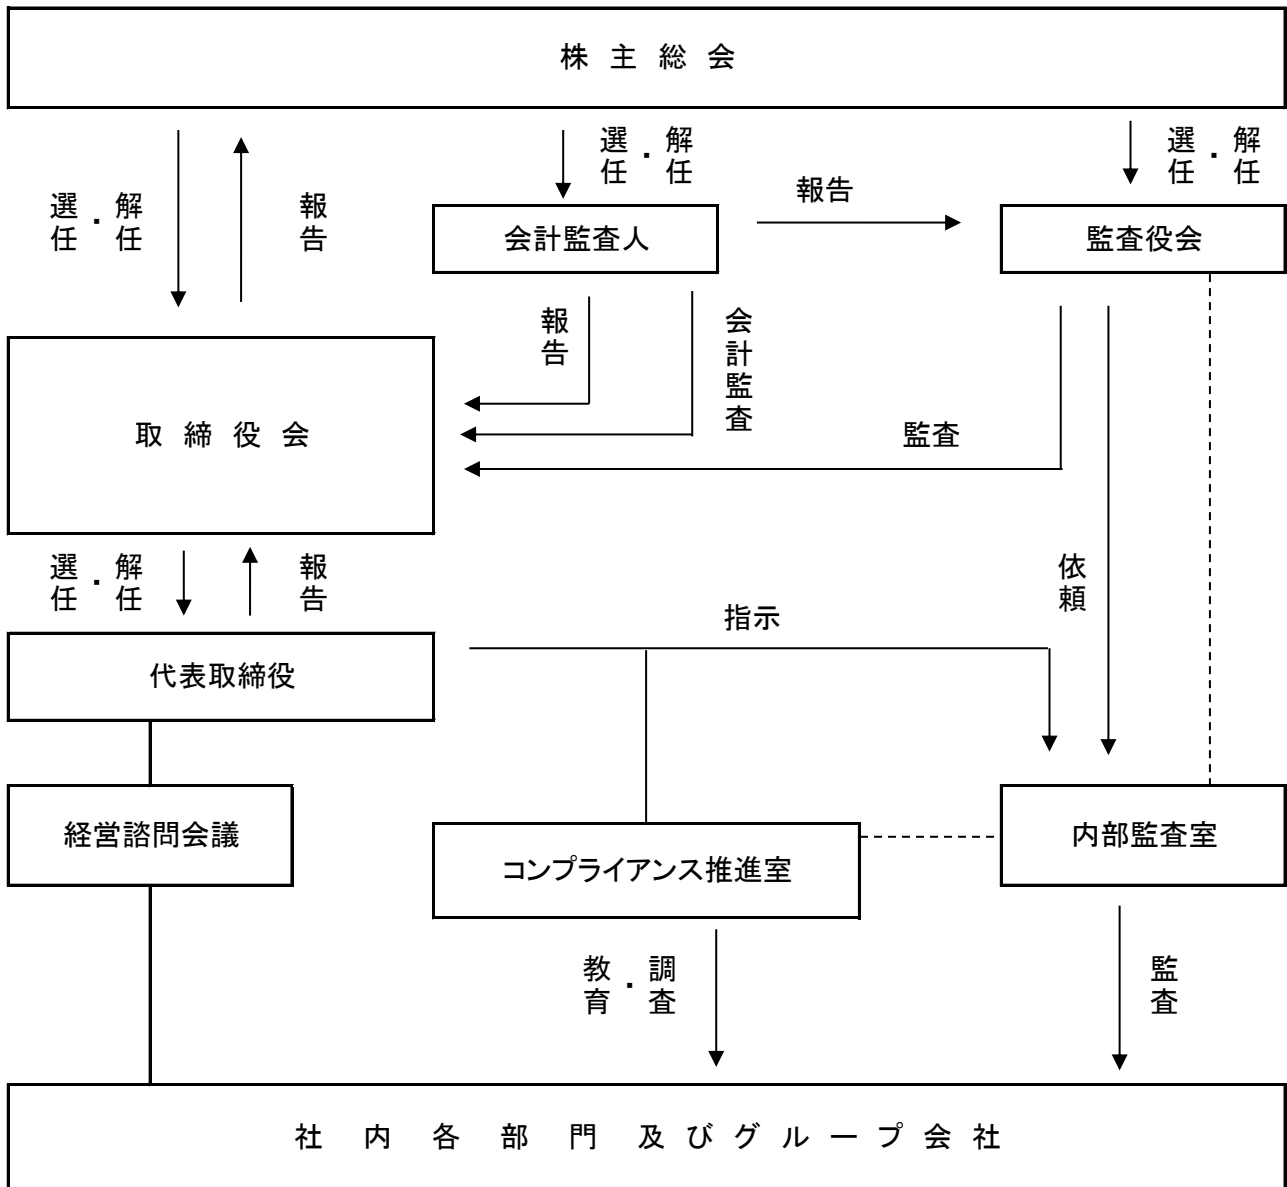 株主総会
選任・解任
報告
選任・解任
報告
選任・解任
会計監査人
監査役会
報告
会計監査
取締役会
監査
選任・解任
報告
依頼
指示
代表取締役
経営諮問会議
コンプライアンス推進室
内部監査室
教育・調査
監査
社内各部門及びグループ会社